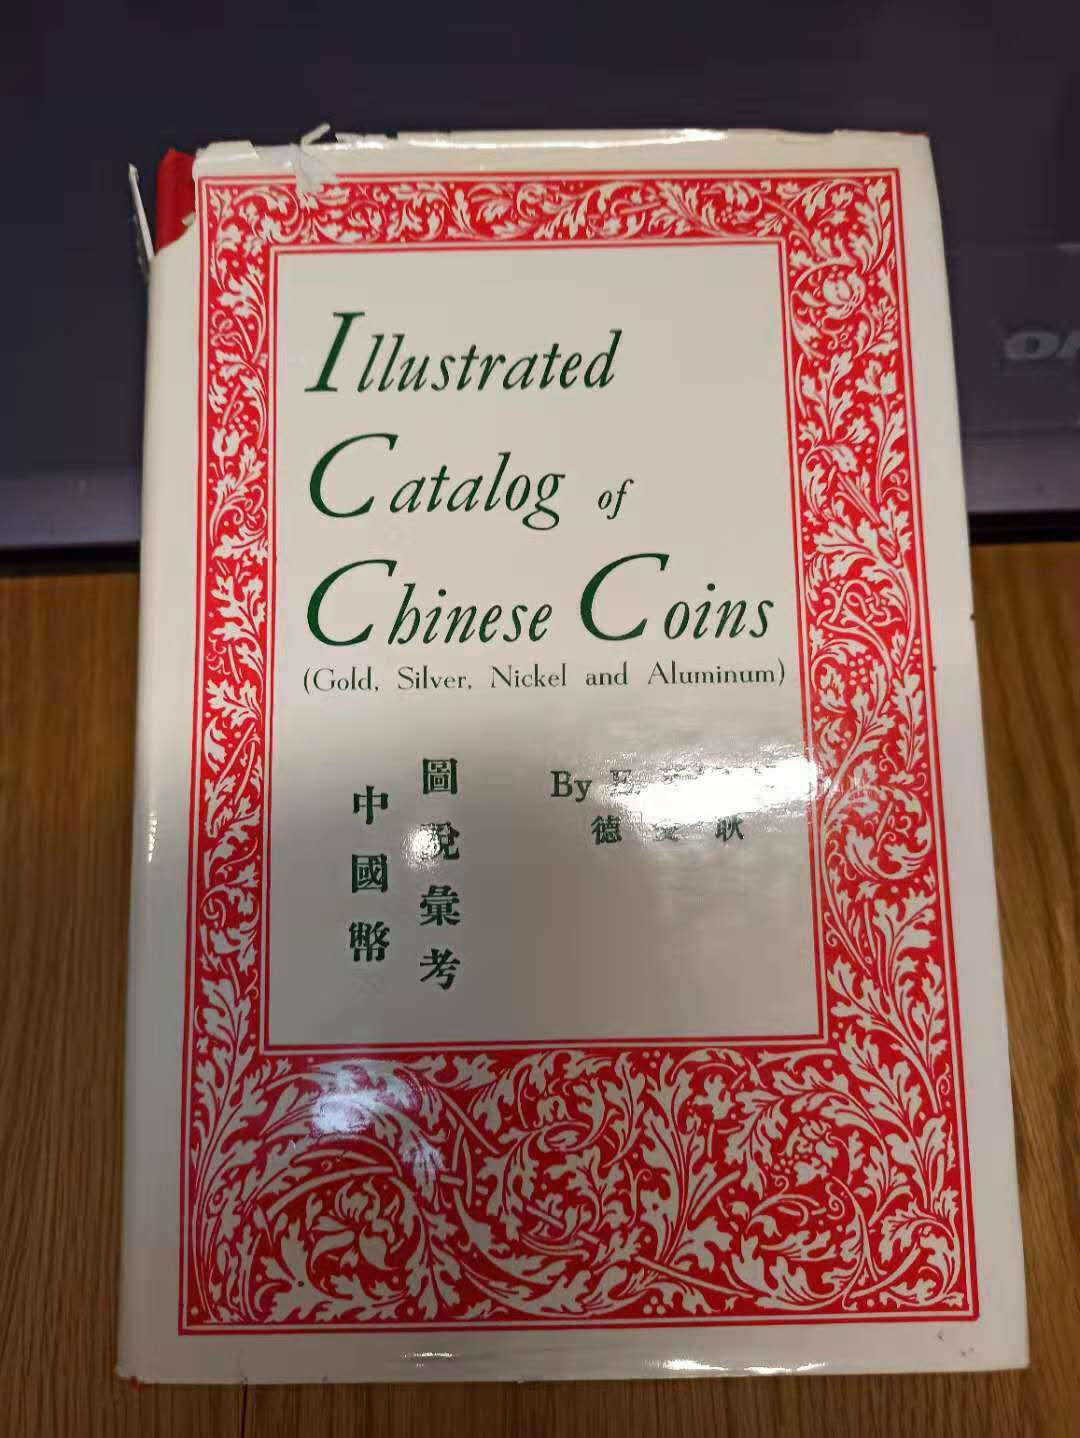 Illustrated
Catalog of
Chinese Coins
(Gold, Silver, Nickel and Aluminum)
By
德 耿
中國幣
圖說彙考